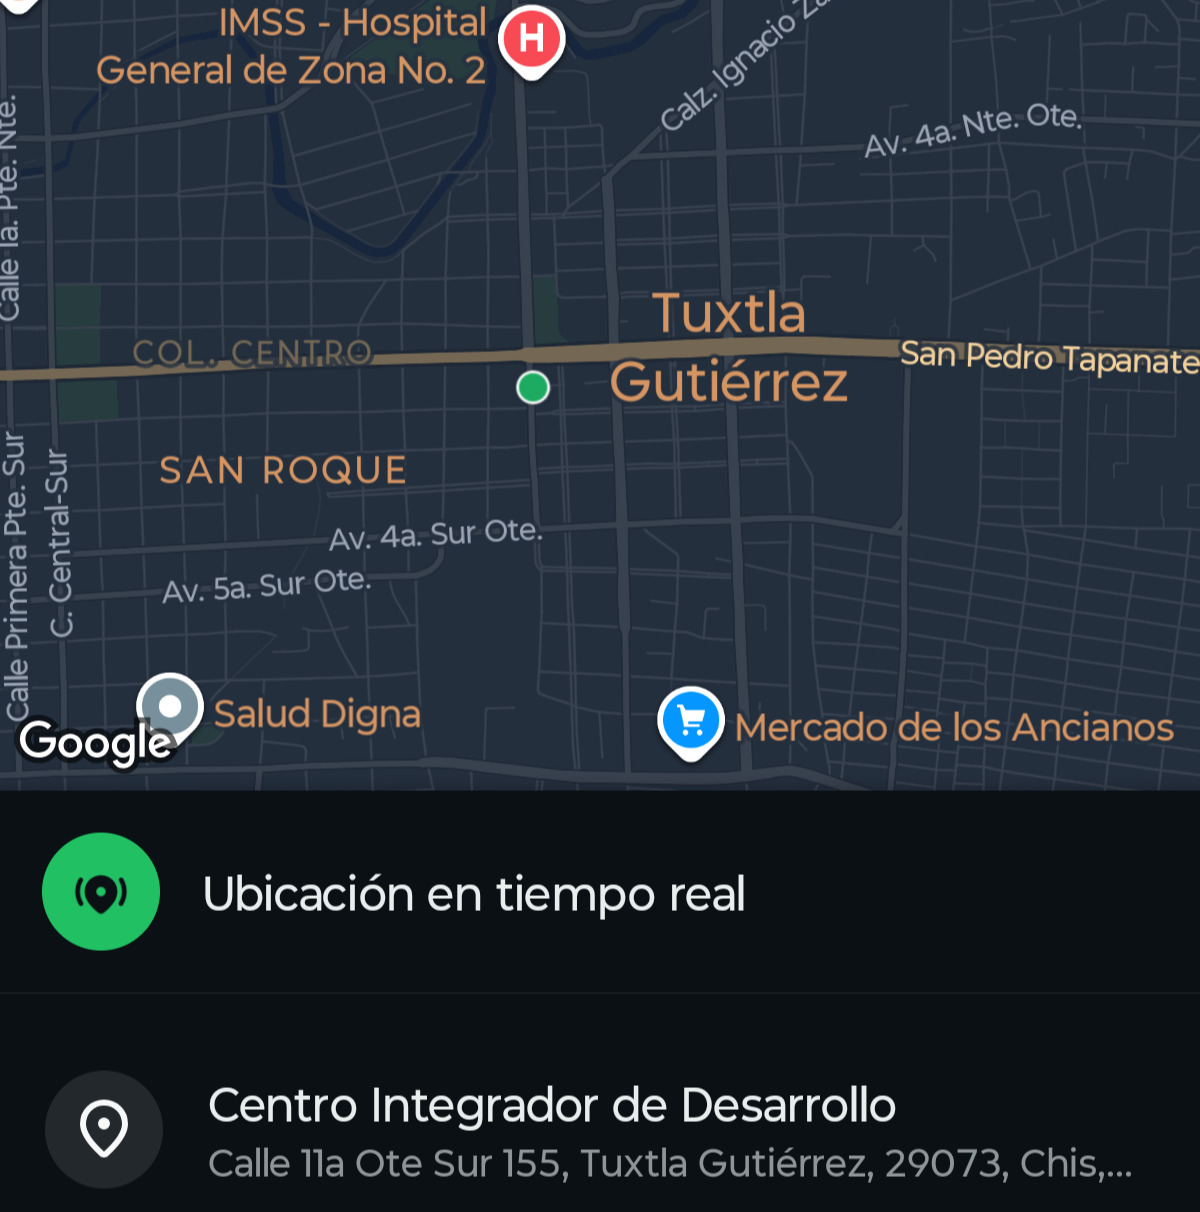 IMSS - Hospital
General de Zona No. 2
H
Calz. Ignacio
Av. 4a. Nte. Ote.
Calle 1a. Pte. Nte.
Tuxtla
Gutiérrez
COL. CENTRO
San Pedro Tapanate
SAN ROQUE
Calle Primera Pte. Sur
C. Central-Sur
Av. 4a. Sur Ote.
Av. 5a. Sur Ote.
Salud Digna
Mercado de los Ancianos
Google
Ubicación en tiempo real
Centro Integrador de Desarrollo
Calle 11a Ote Sur 155, Tuxtla Gutiérrez, 29073, Chis,...